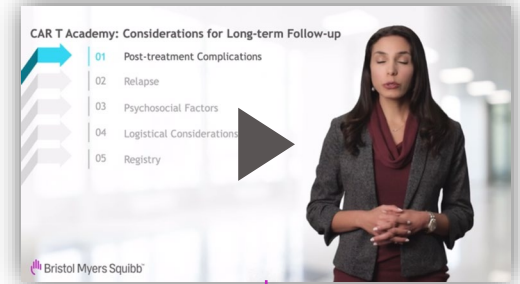 CAR T Academy: Considerations for Long-term Follow-up
01 Post-treatment Complications
02 Relapse
03 Psychosocial Factors
04 Logistical Considerations
05 Registry
Bristol Myers Squibb™